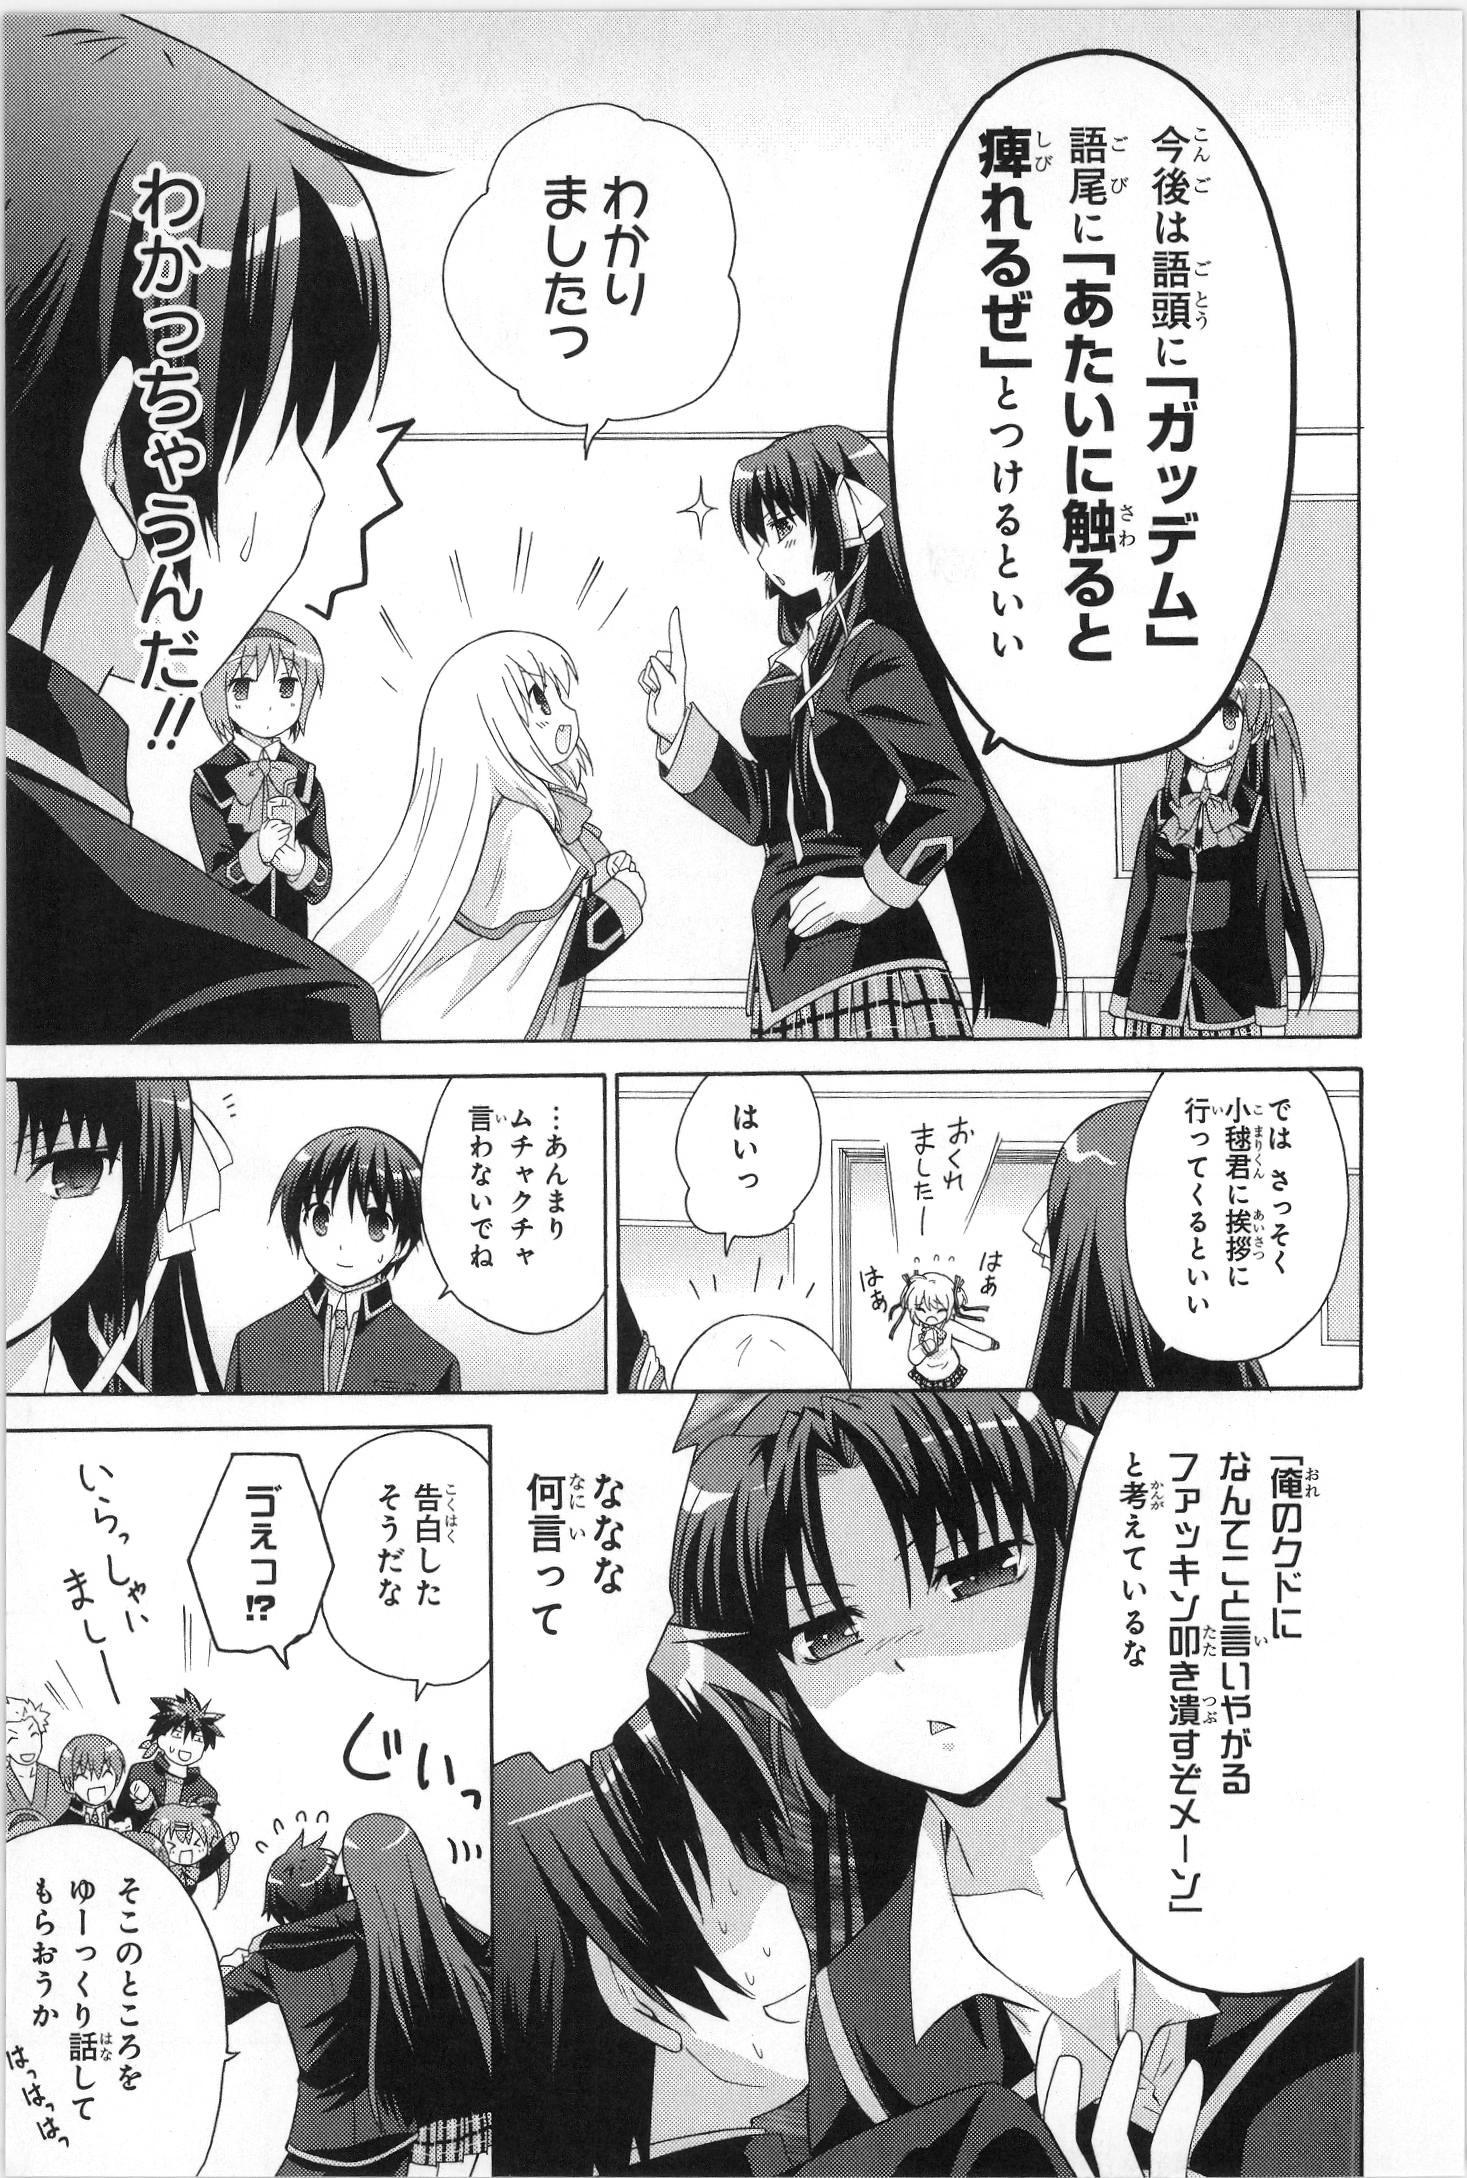 今後は語頭に「ガッデム」
語尾に「あたいに触ると
痺れるぜ」とつけるといい
わかり
ましたっ
わかっちゃうんだ!!
では さっそく
小毬君に挨拶に
行ってくるといい
おくれ
ましたー
はぁ
はぁ
はいっ
…あんまり
ムチャクチャ
言わないでね
「俺のクドに
なんてこと言いやがる
ファッキン叩き潰すぞメーン」
と考えているな
ななな
何言って
告白した
そうだな
ゔぇっ!?
ぐいっ
いらっしゃい
ましー
そこのところを
ゆーっくり話して
もらおうか
はっはっはっ